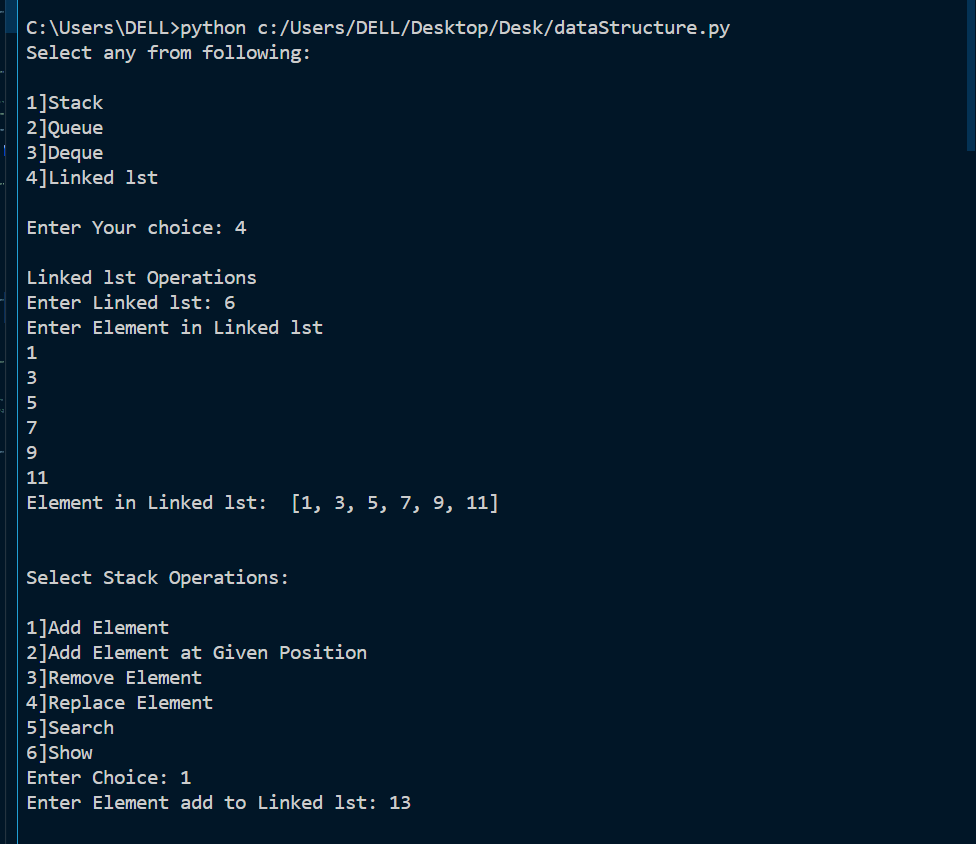 C:\Users\DELL>python c:/Users/DELL/Desktop/Desk/dataStructure.py
Select any from following:
1]Stack
2]Queue
3]Deque
4]Linked lst
Enter Your choice: 4
Linked lst Operations
Enter Linked lst: 6
Enter Element in Linked lst
1
3
5
7
9
11
Element in Linked lst:  [1, 3, 5, 7, 9, 11]
Select Stack Operations:
1]Add Element
2]Add Element at Given Position
3]Remove Element
4]Replace Element
5]Search
6]Show
Enter Choice: 1
Enter Element add to Linked lst: 13